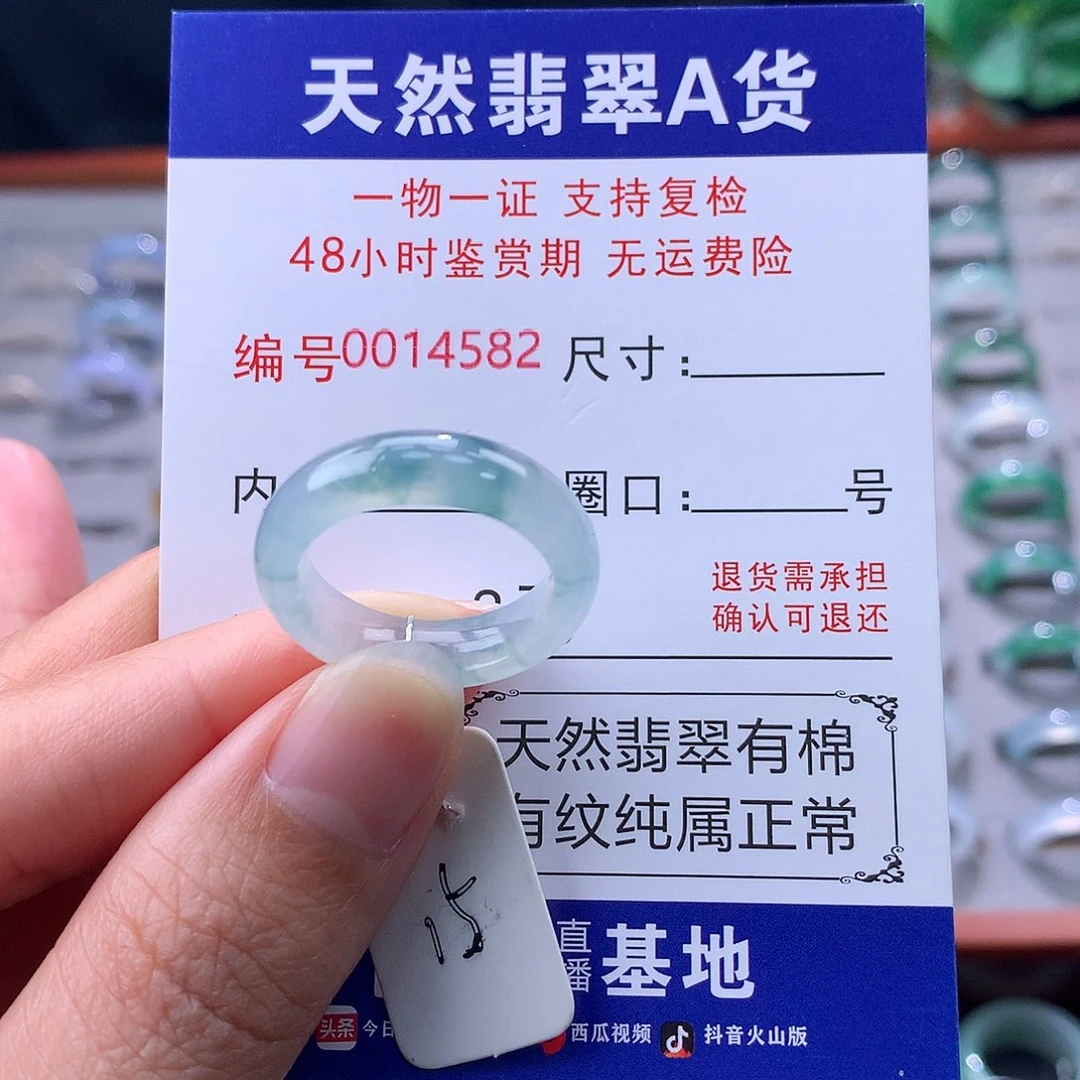 天然翡翠A货
一物一证 支持复检
48小时鉴赏期 无运费险
编号0014582 尺寸:
内 圈口: 号
退货需承担
确认可退还
天然翡翠有棉
有纹纯属正常
15
直播基地
头条 今日 西瓜视频 抖音火山版